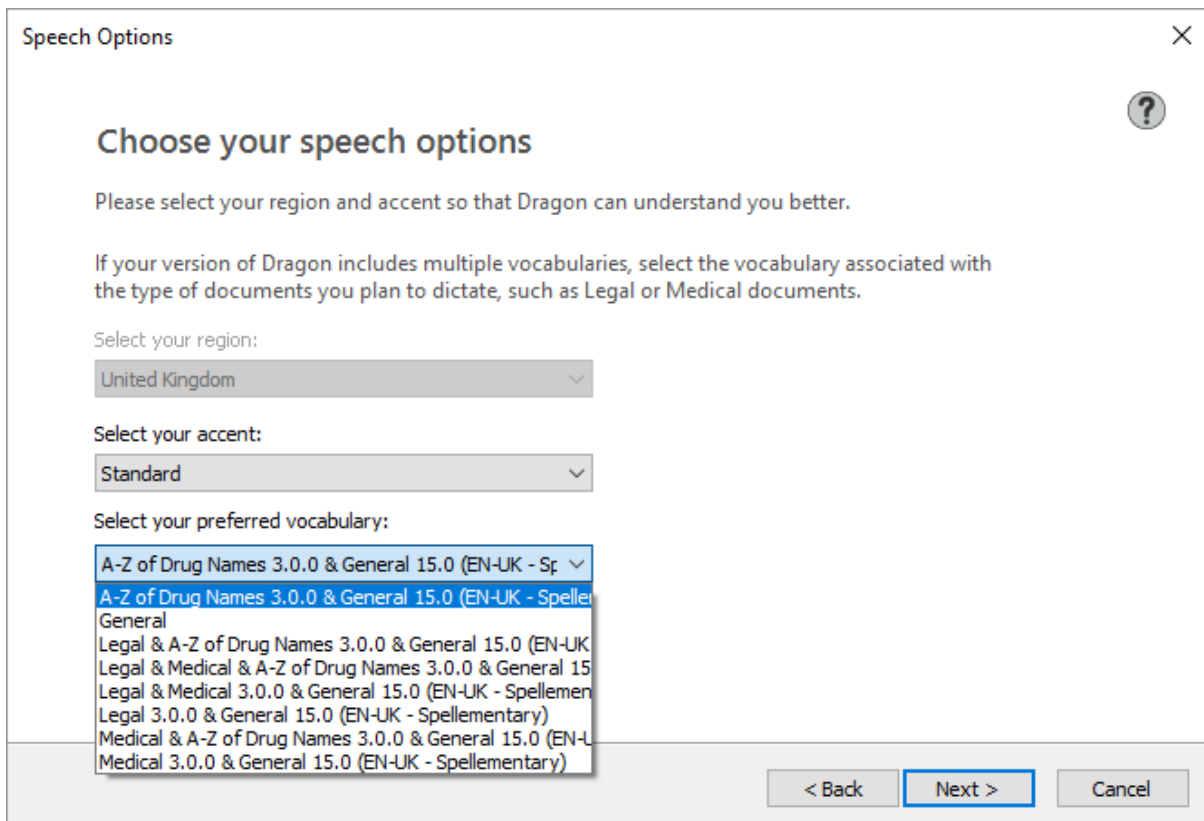 Speech Options
?
Choose your speech options
Please select your region and accent so that Dragon can understand you better.
If your version of Dragon includes multiple vocabularies, select the vocabulary associated with
the type of documents you plan to dictate, such as Legal or Medical documents.
Select your region:
United Kingdom
Select your accent:
Standard
Select your preferred vocabulary:
A-Z of Drug Names 3.0.0 & General 15.0 (EN-UK - Sp
A-Z of Drug Names 3.0.0 & General 15.0 (EN-UK - Speller
General
Legal & A-Z of Drug Names 3.0.0 & General 15.0 (EN-UK
Legal & Medical & A-Z of Drug Names 3.0.0 & General 15
Legal & Medical 3.0.0 & General 15.0 (EN-UK - Spellemen
Legal 3.0.0 & General 15.0 (EN-UK - Spellementary)
Medical & A-Z of Drug Names 3.0.0 & General 15.0 (EN-U
Medical 3.0.0 & General 15.0 (EN-UK - Spellementary)
< Back Next > Cancel